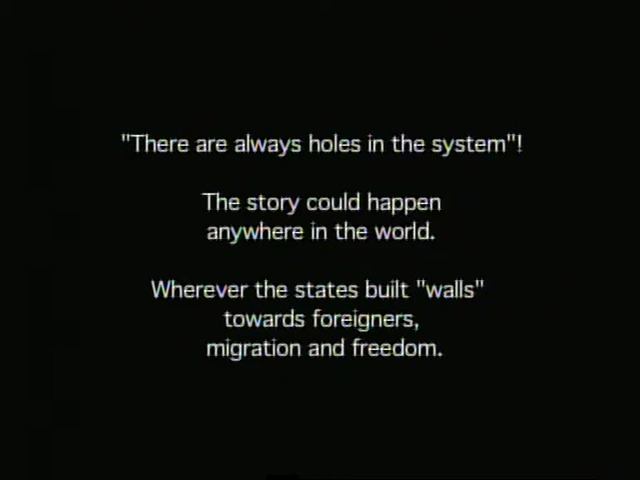 "There are always holes in the system"!
The story could happen
anywhere in the world.
Wherever the states built "walls"
towards foreigners,
migration and freedom.